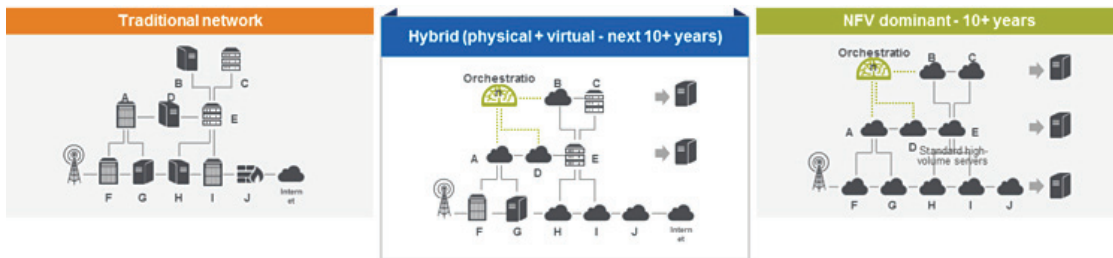 Traditional network
B
C
A
D
E
F
G
H
I
J
Intern
et
Hybrid (physical + virtual - next 10+ years)
Orchestratio
n
B
C
A
D
E
F
G
H
I
J
Intern
et
NFV dominant - 10+ years
Orchestratio
n
B
C
A
D
E
Standard high-
volume servers
F
G
H
I
J